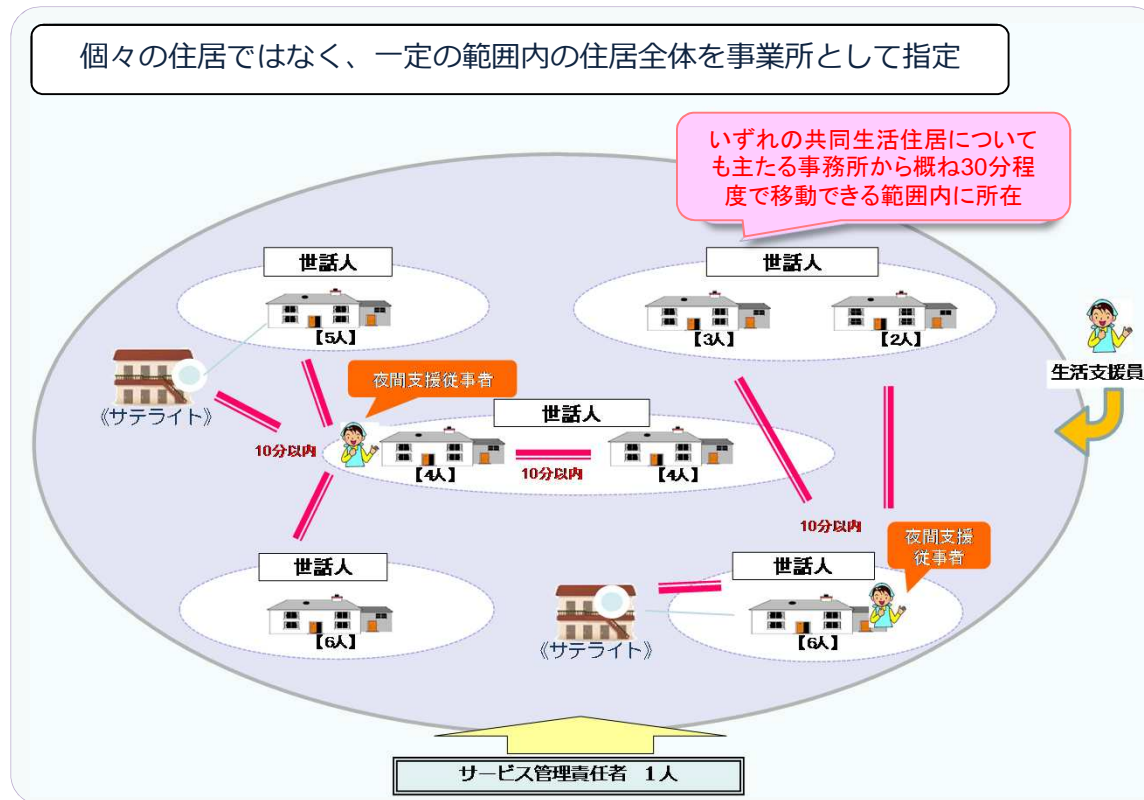 個々の住居ではなく、一定の範囲内の住居全体を事業所として指定
いずれの共同生活住居について
も主たる事務所から概ね30分程
度で移動できる範囲内に所在
世話人
世話人
【5人】
【3人】
【2人】
生活支援員
《サテライト》
夜間支援従事者
世話人
10分以内
【4人】
10分以内
【4人】
10分以内
夜間支援
従事者
世話人
世話人
【6人】
《サテライト》
【6人】
サービス管理責任者 1人